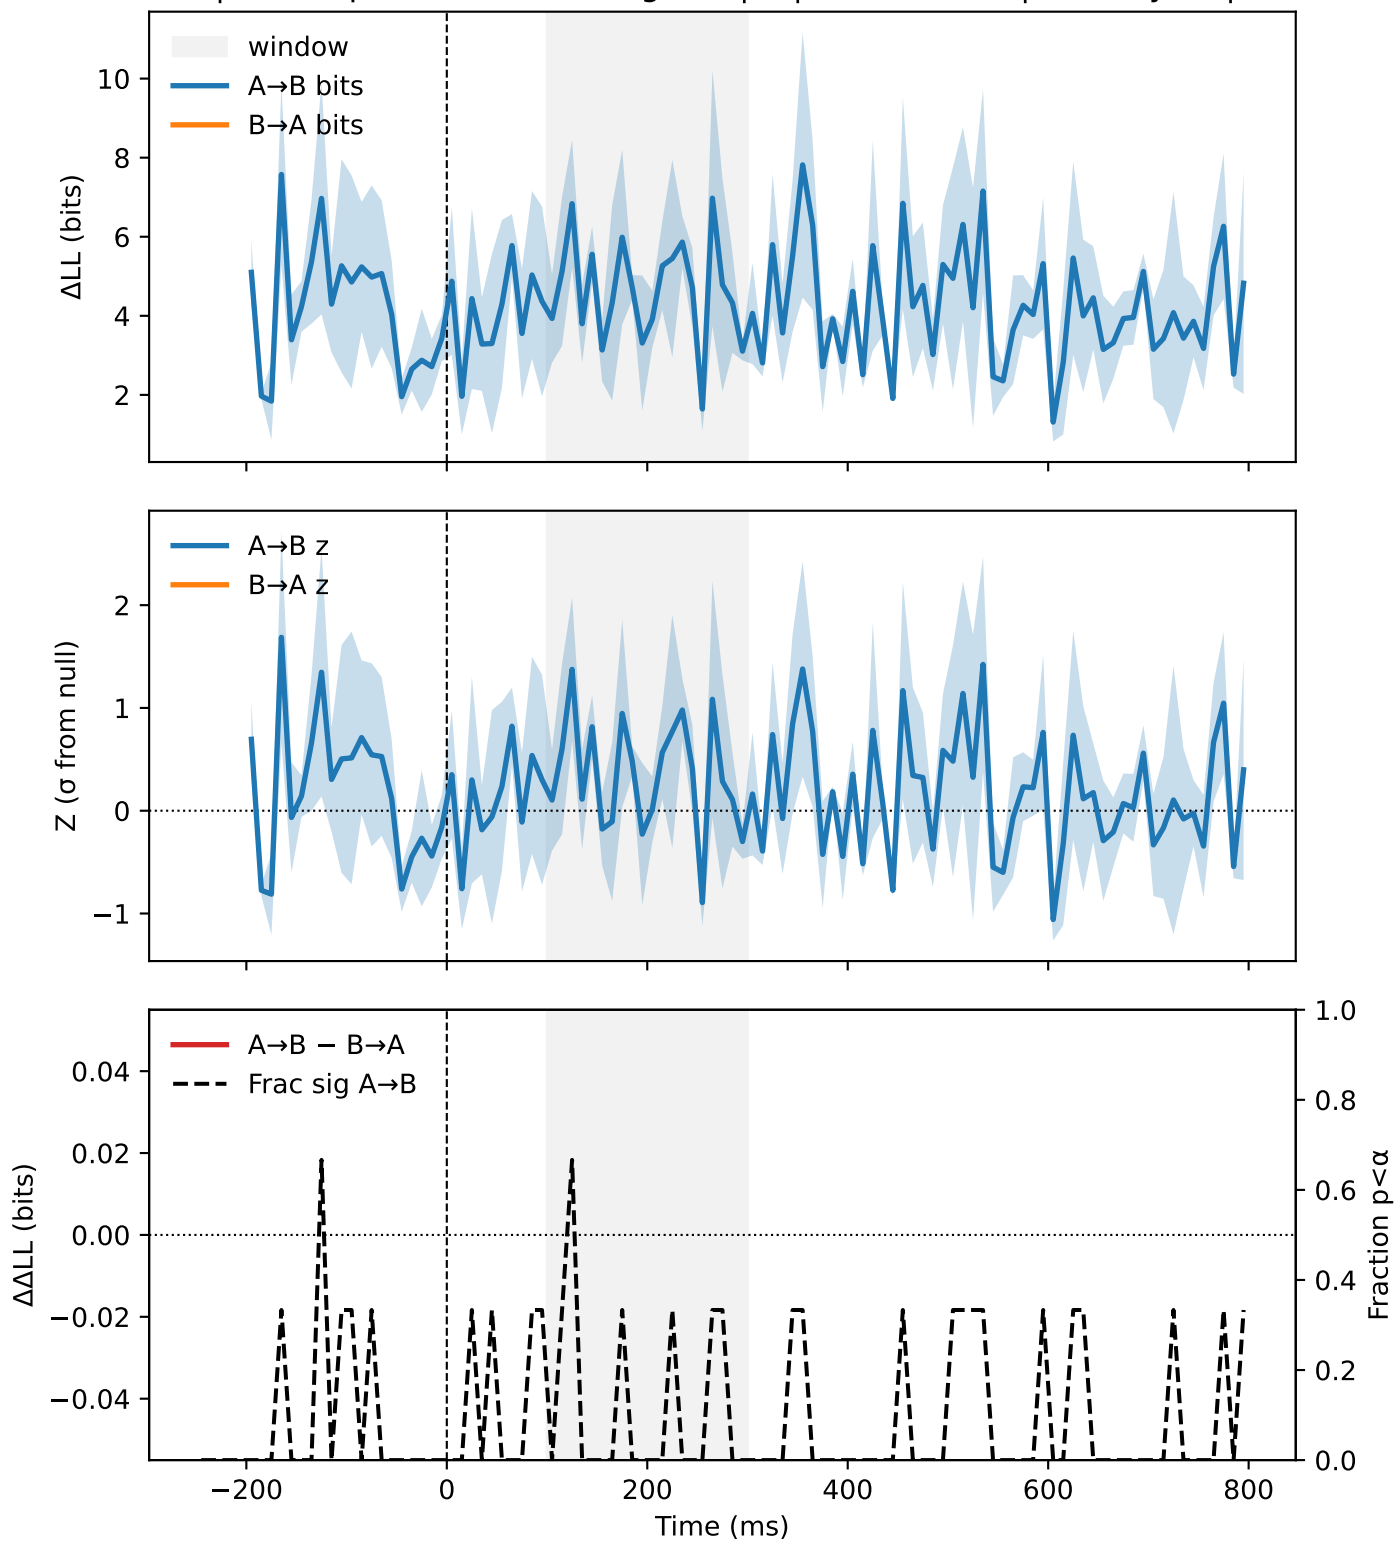 window
A→B bits
B→A bits
10
8
6
4
2
ΔLL (bits)
A→B z
B→A z
2
1
0
−1
Z (σ from null)
A→B − B→A
Frac sig A→B
0.04
0.02
0.00
−0.02
−0.04
ΔΔLL (bits)
1.0
0.8
0.6
0.4
0.2
0.0
Fraction p<α
−200
0
200
400
600
800
Time (ms)